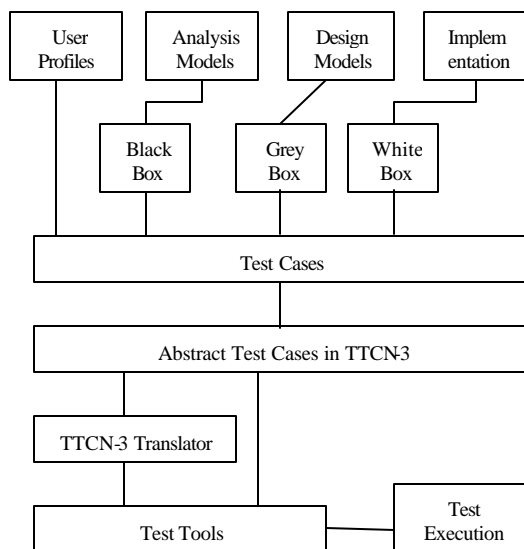 User
Profiles
Analysis
Models
Design
Models
Implem
entation
Black
Box
Grey
Box
White
Box
Test Cases
Abstract Test Cases in TTCN-3
TTCN-3 Translator
Test Tools
Test
Execution